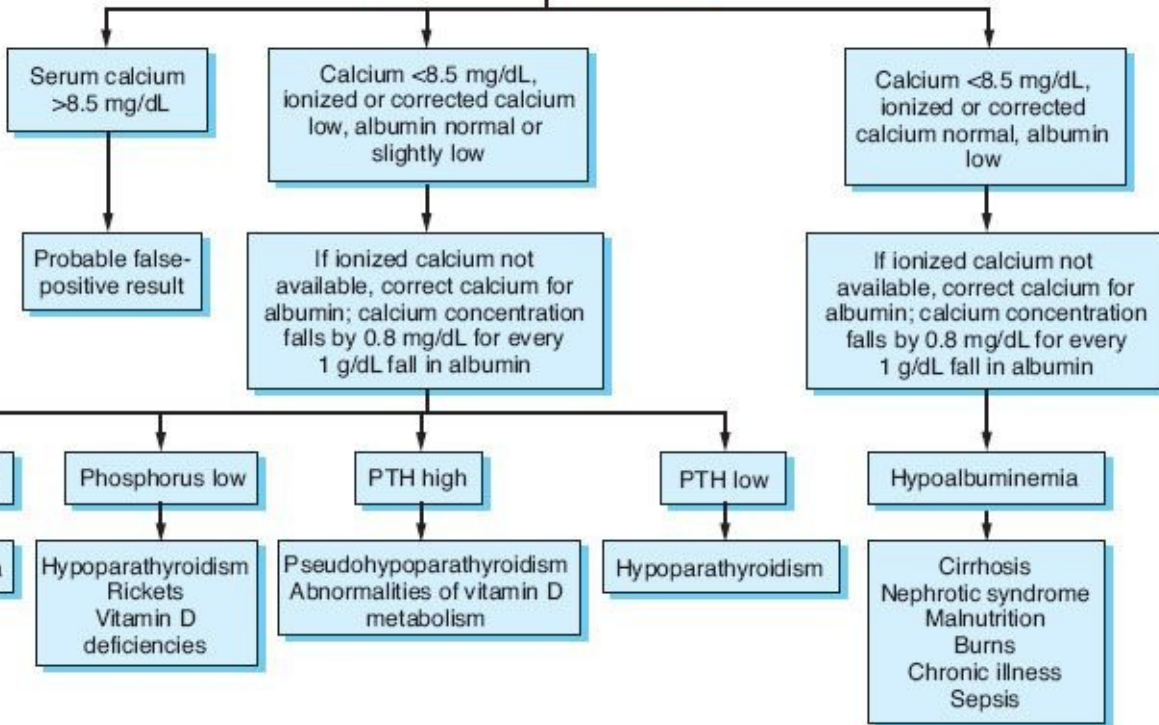 Serum calcium
>8.5 mg/dL
Calcium <8.5 mg/dL,
ionized or corrected calcium
low, albumin normal or
slightly low
Calcium <8.5 mg/dL,
ionized or corrected
calcium normal, albumin
low
Probable false-
positive result
If ionized calcium not
available, correct calcium for
albumin; calcium concentration
falls by 0.8 mg/dL for every
1 g/dL fall in albumin
If ionized calcium not
available, correct calcium for
albumin; calcium concentration
falls by 0.8 mg/dL for every
1 g/dL fall in albumin
Phosphorus low
PTH high
PTH low
Hypoalbuminemia
Hypoparathyroidism
Rickets
Vitamin D
deficiencies
Pseudohypoparathyroidism
Abnormalities of vitamin D
metabolism
Hypoparathyroidism
Cirrhosis
Nephrotic syndrome
Malnutrition
Burns
Chronic illness
Sepsis